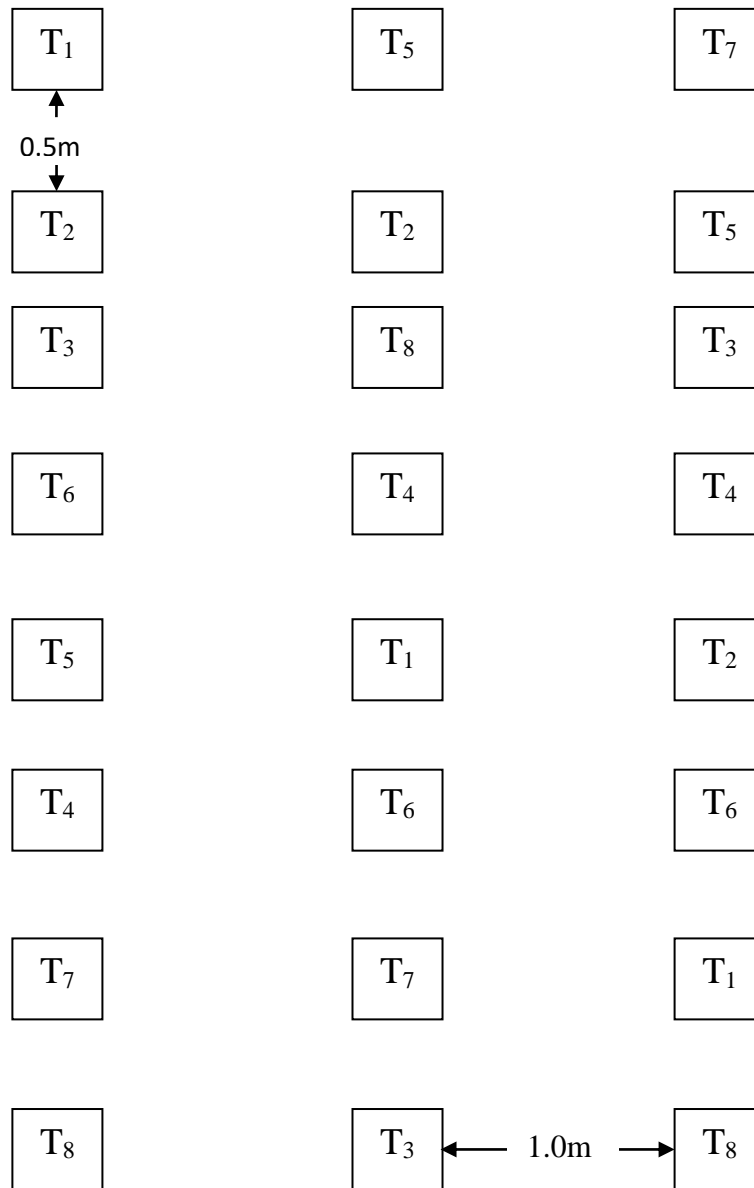 T₁ T₅ T₇
0.5m
T₂ T₂ T₅
T₃ T₈ T₃
T₆ T₄ T₄
T₅ T₁ T₂
T₄ T₆ T₆
T₇ T₇ T₁
T₈ T₃ 1.0m T₈